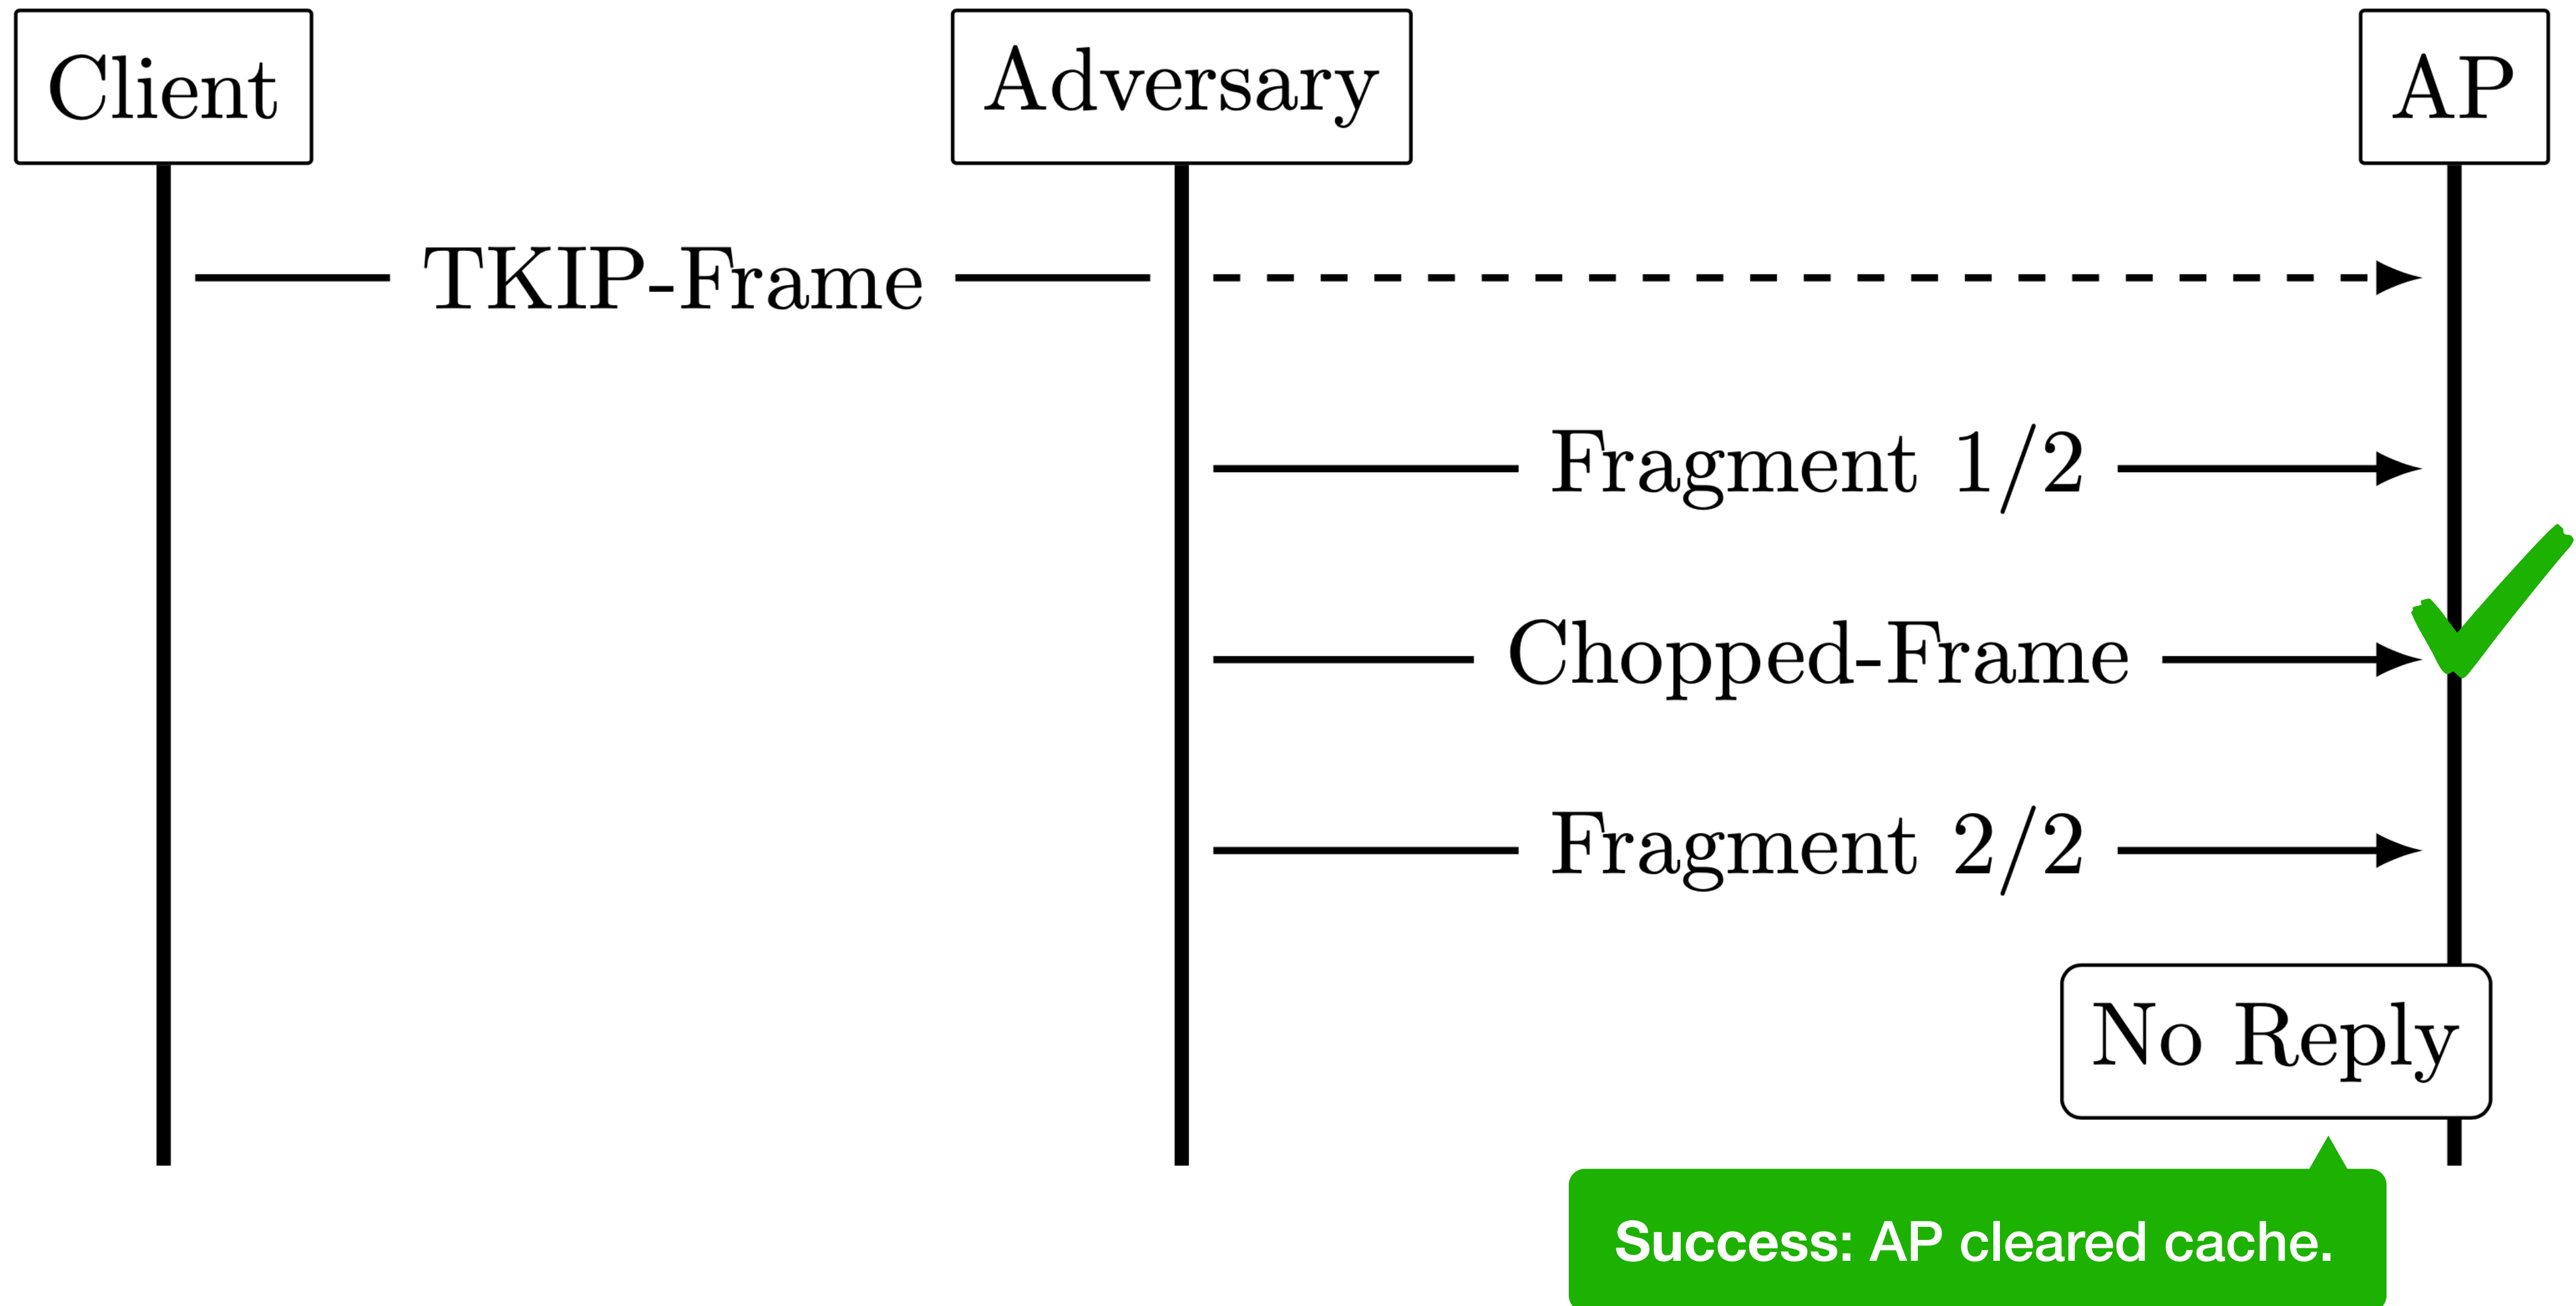 Client
Adversary
AP
TKIP-Frame
Fragment 1/2
Chopped-Frame
Fragment 2/2
No Reply
Success: AP cleared cache.